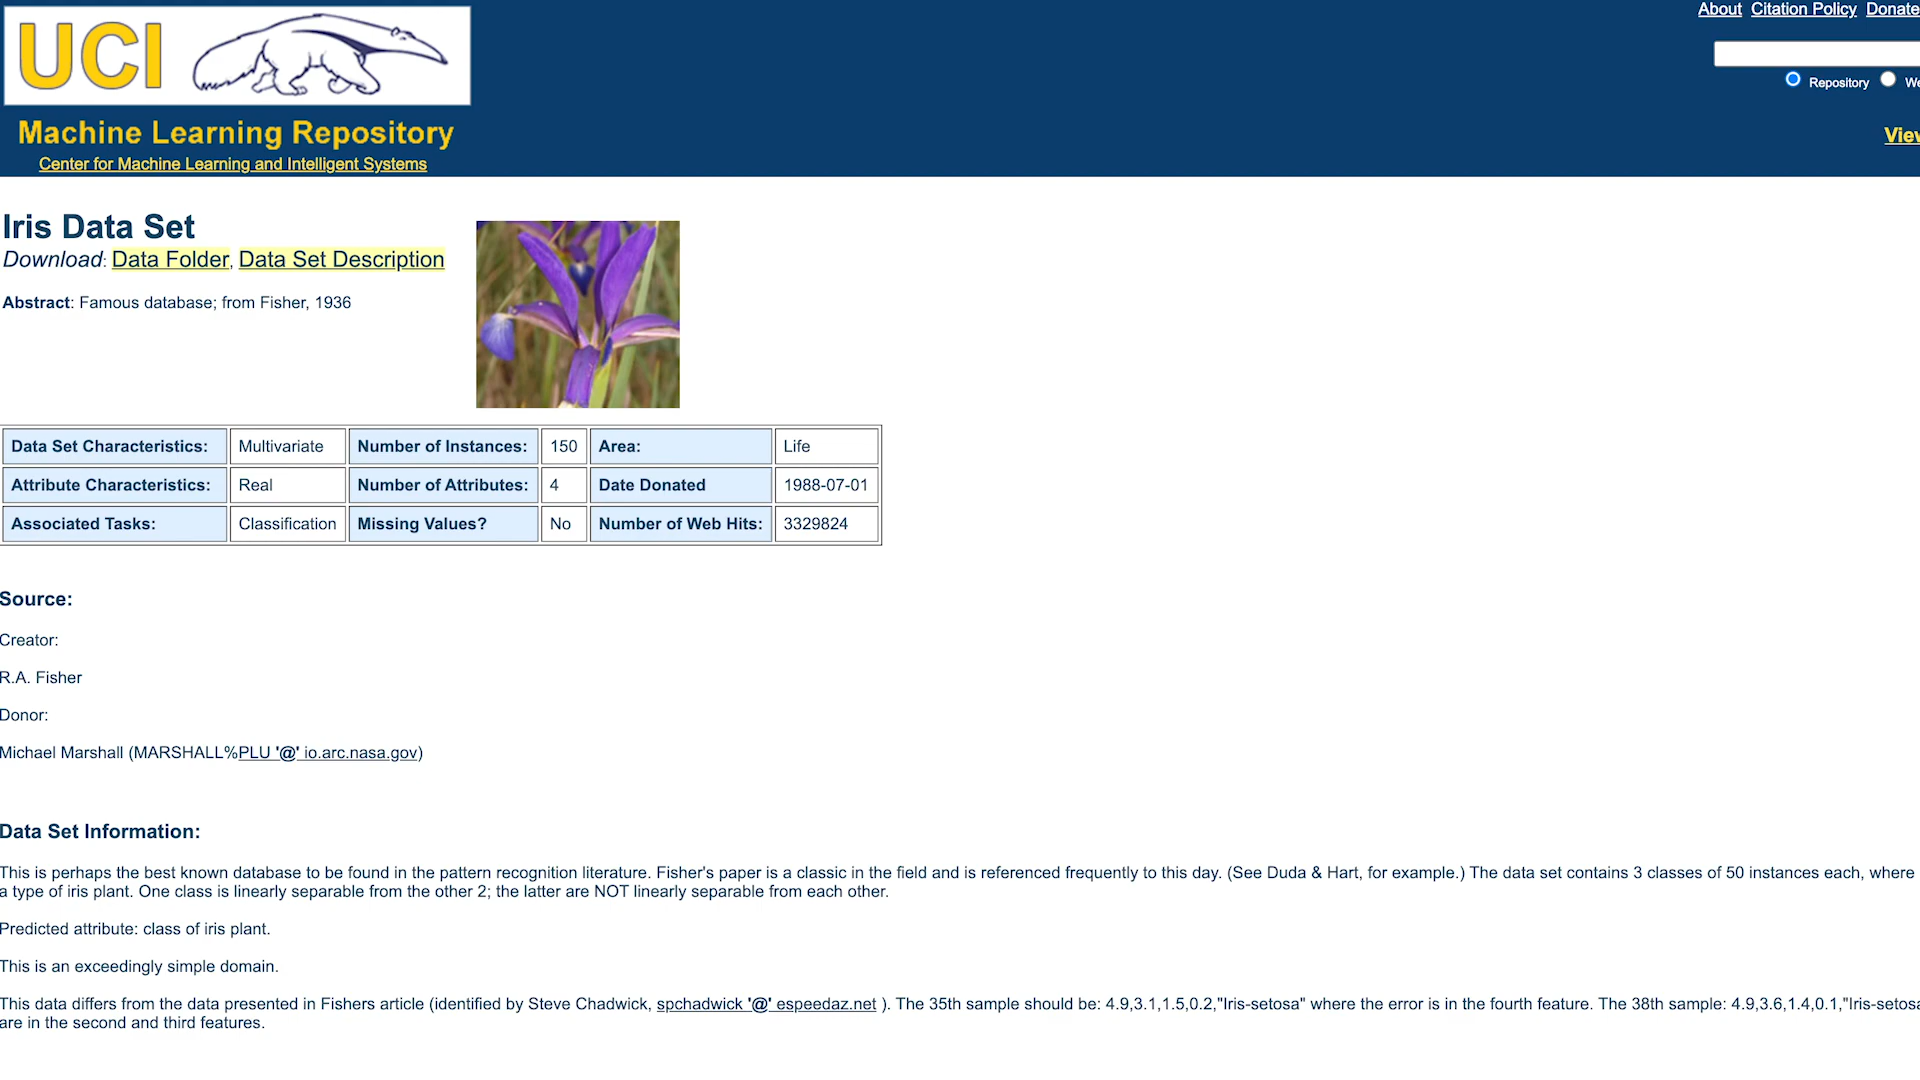 About Citation Policy Donate
UCI
Repository
Machine Learning Repository
Center for Machine Learning and Intelligent Systems
Iris Data Set
Download: Data Folder, Data Set Description
Abstract: Famous database; from Fisher, 1936
Data Set Characteristics: Multivariate Number of Instances: 150 Area: Life
Attribute Characteristics: Real Number of Attributes: 4 Date Donated 1988-07-01
Associated Tasks: Classification Missing Values? No Number of Web Hits: 3329824
Source:
Creator:
R.A. Fisher
Donor:
Michael Marshall (MARSHALL%PLU '@' io.arc.nasa.gov)
Data Set Information:
This is perhaps the best known database to be found in the pattern recognition literature. Fisher's paper is a classic in the field and is referenced frequently to this day. (See Duda & Hart, for example.) The data set contains 3 classes of 50 instances each, where
a type of iris plant. One class is linearly separable from the other 2; the latter are NOT linearly separable from each other.
Predicted attribute: class of iris plant.
This is an exceedingly simple domain.
This data differs from the data presented in Fishers article (identified by Steve Chadwick, spchadwick '@' espeedaz.net ). The 35th sample should be: 4.9,3.1,1.5,0.2,"Iris-setosa" where the error is in the fourth feature. The 38th sample: 4.9,3.6,1.4,0.1,"Iris-setosa
are in the second and third features.